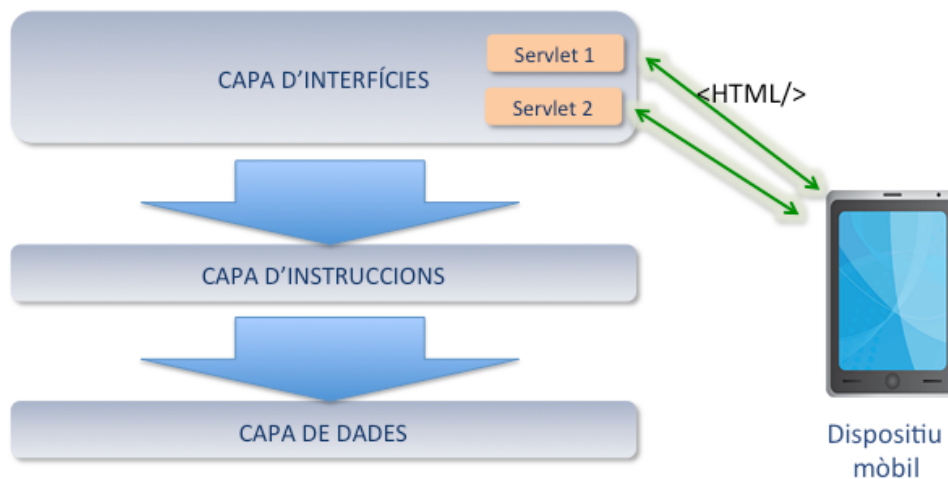 Servlet 1
CAPA D’INTERFÍCIES
Servlet 2
<HTML/>
CAPA D’INSTRUCCIONS
CAPA DE DADES
Dispositiu
mòbil